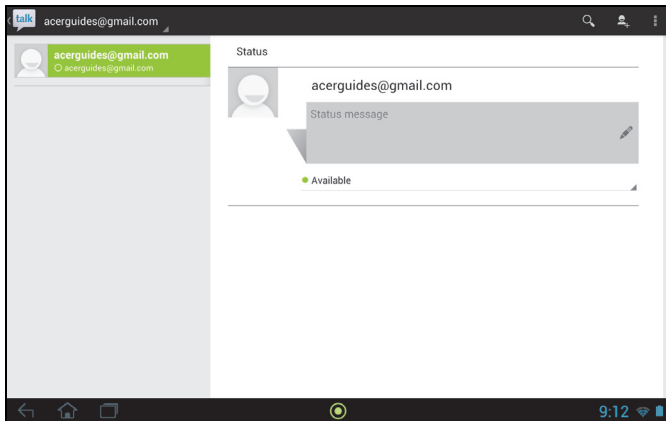 talk acerguides@gmail.com
acerguides@gmail.com
acerguides@gmail.com
Status
acerguides@gmail.com
Status message
Available
9:12